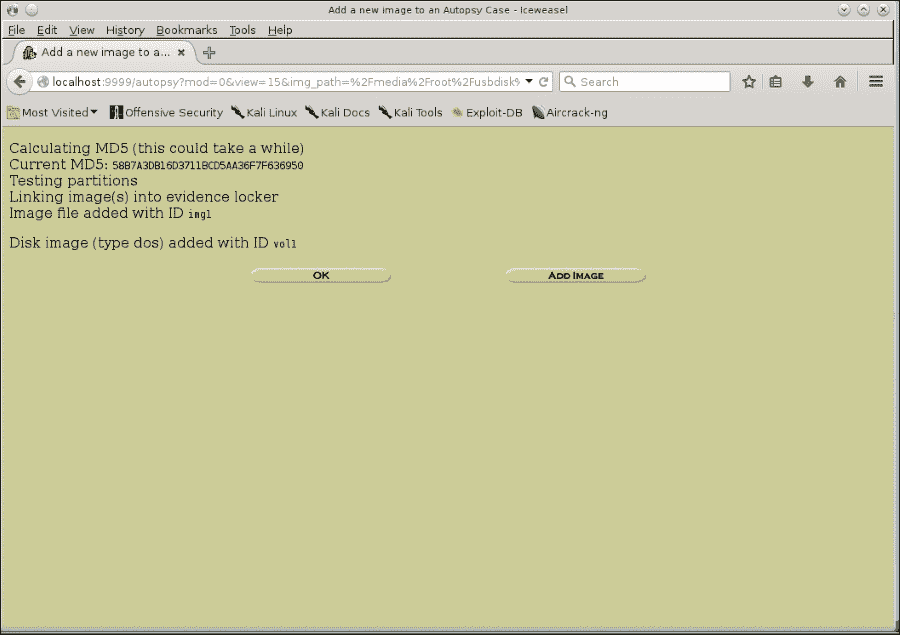 Add a new image to an Autopsy Case - Iceweasel
File Edit View History Bookmarks Tools Help
Add a new image to a...
localhost:9999/autopsy?mod=0&view=15&img_path=%2Fmedia%2Froot%2Fusbdisk%
Search
Most Visited Offensive Security Kali Linux Kali Docs Kali Tools Exploit-DB Aircrack-ng
Calculating MD5 (this could take a while)
Current MD5: 58B7A3DB16D3711BCD5AA36F7F636950
Testing partitions
Linking image(s) into evidence locker
Image file added with ID img1
Disk image (type dos) added with ID vol1
OK ADD IMAGE